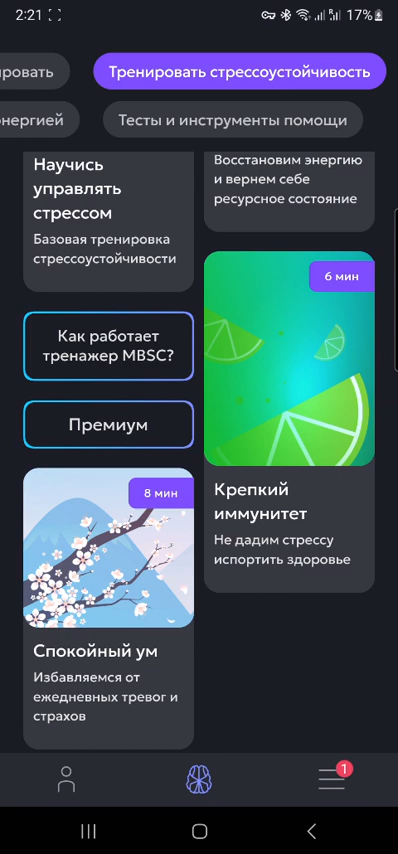 2:21
17%
ровать
Тренировать стрессоустойчивость
нергией
Тесты и инструменты помощи
Научись
управлять
стрессом
Базовая тренировка
стрессоустойчивости
Восстановим энергию
и вернем себе
ресурсное состояние
Как работает
тренажер MBSC?
Премиум
6 мин
Крепкий
иммунитет
Не дадим стрессу
испортить здоровье
8 мин
Спокойный ум
Избавляемся от
ежедневных тревог и
страхов
1